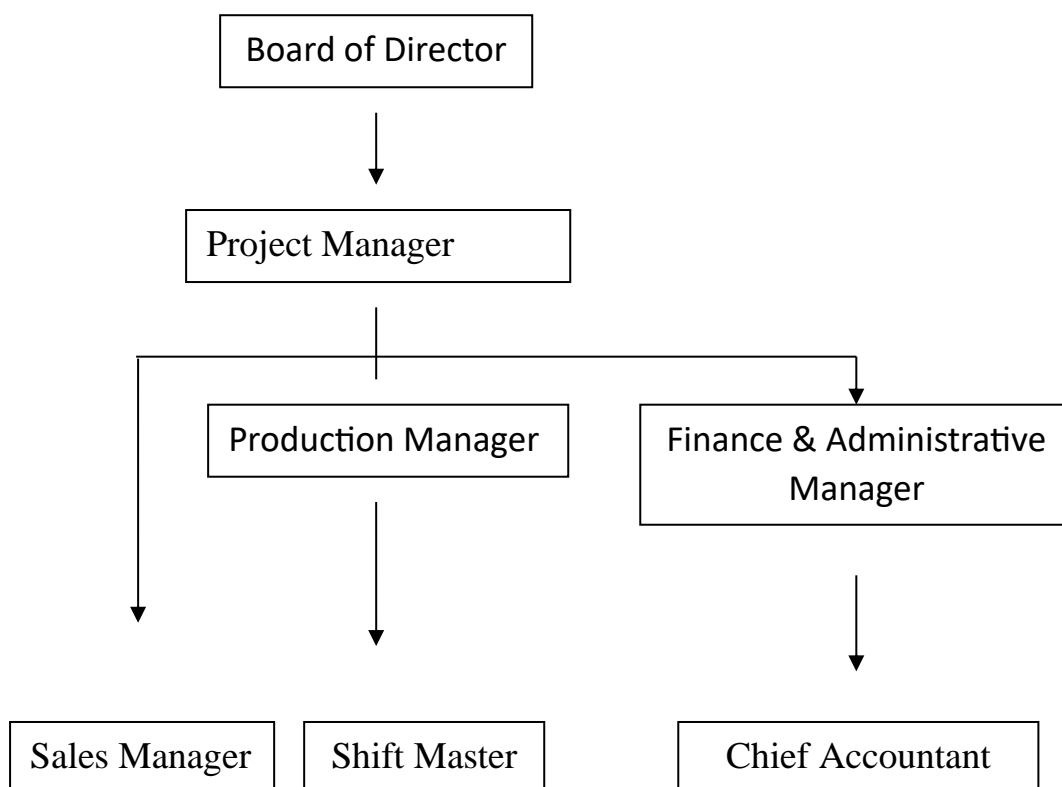 Board of Director
Project Manager
Production Manager
Finance & Administrative
Manager
Sales Manager
Shift Master
Chief Accountant